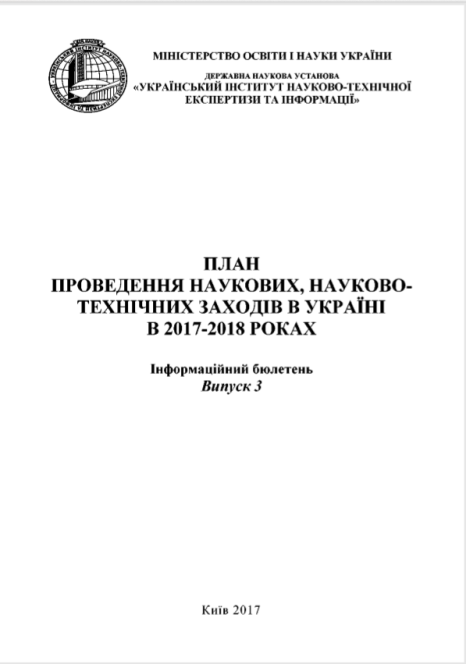 МІНІСТЕРСТВО ОСВІТИ І НАУКИ УКРАЇНИ
ДЕРЖАВНА НАУКОВА УСТАНОВА
«УКРАЇНСЬКИЙ ІНСТИТУТ НАУКОВО-ТЕХНІЧНОЇ
ЕКСПЕРТИЗИ ТА ІНФОРМАЦІЇ»
ПЛАН
ПРОВЕДЕННЯ НАУКОВИХ, НАУКОВО-
ТЕХНІЧНИХ ЗАХОДІВ В УКРАЇНІ
В 2017-2018 РОКАХ
Інформаційний бюлетень
Випуск 3
Київ 2017